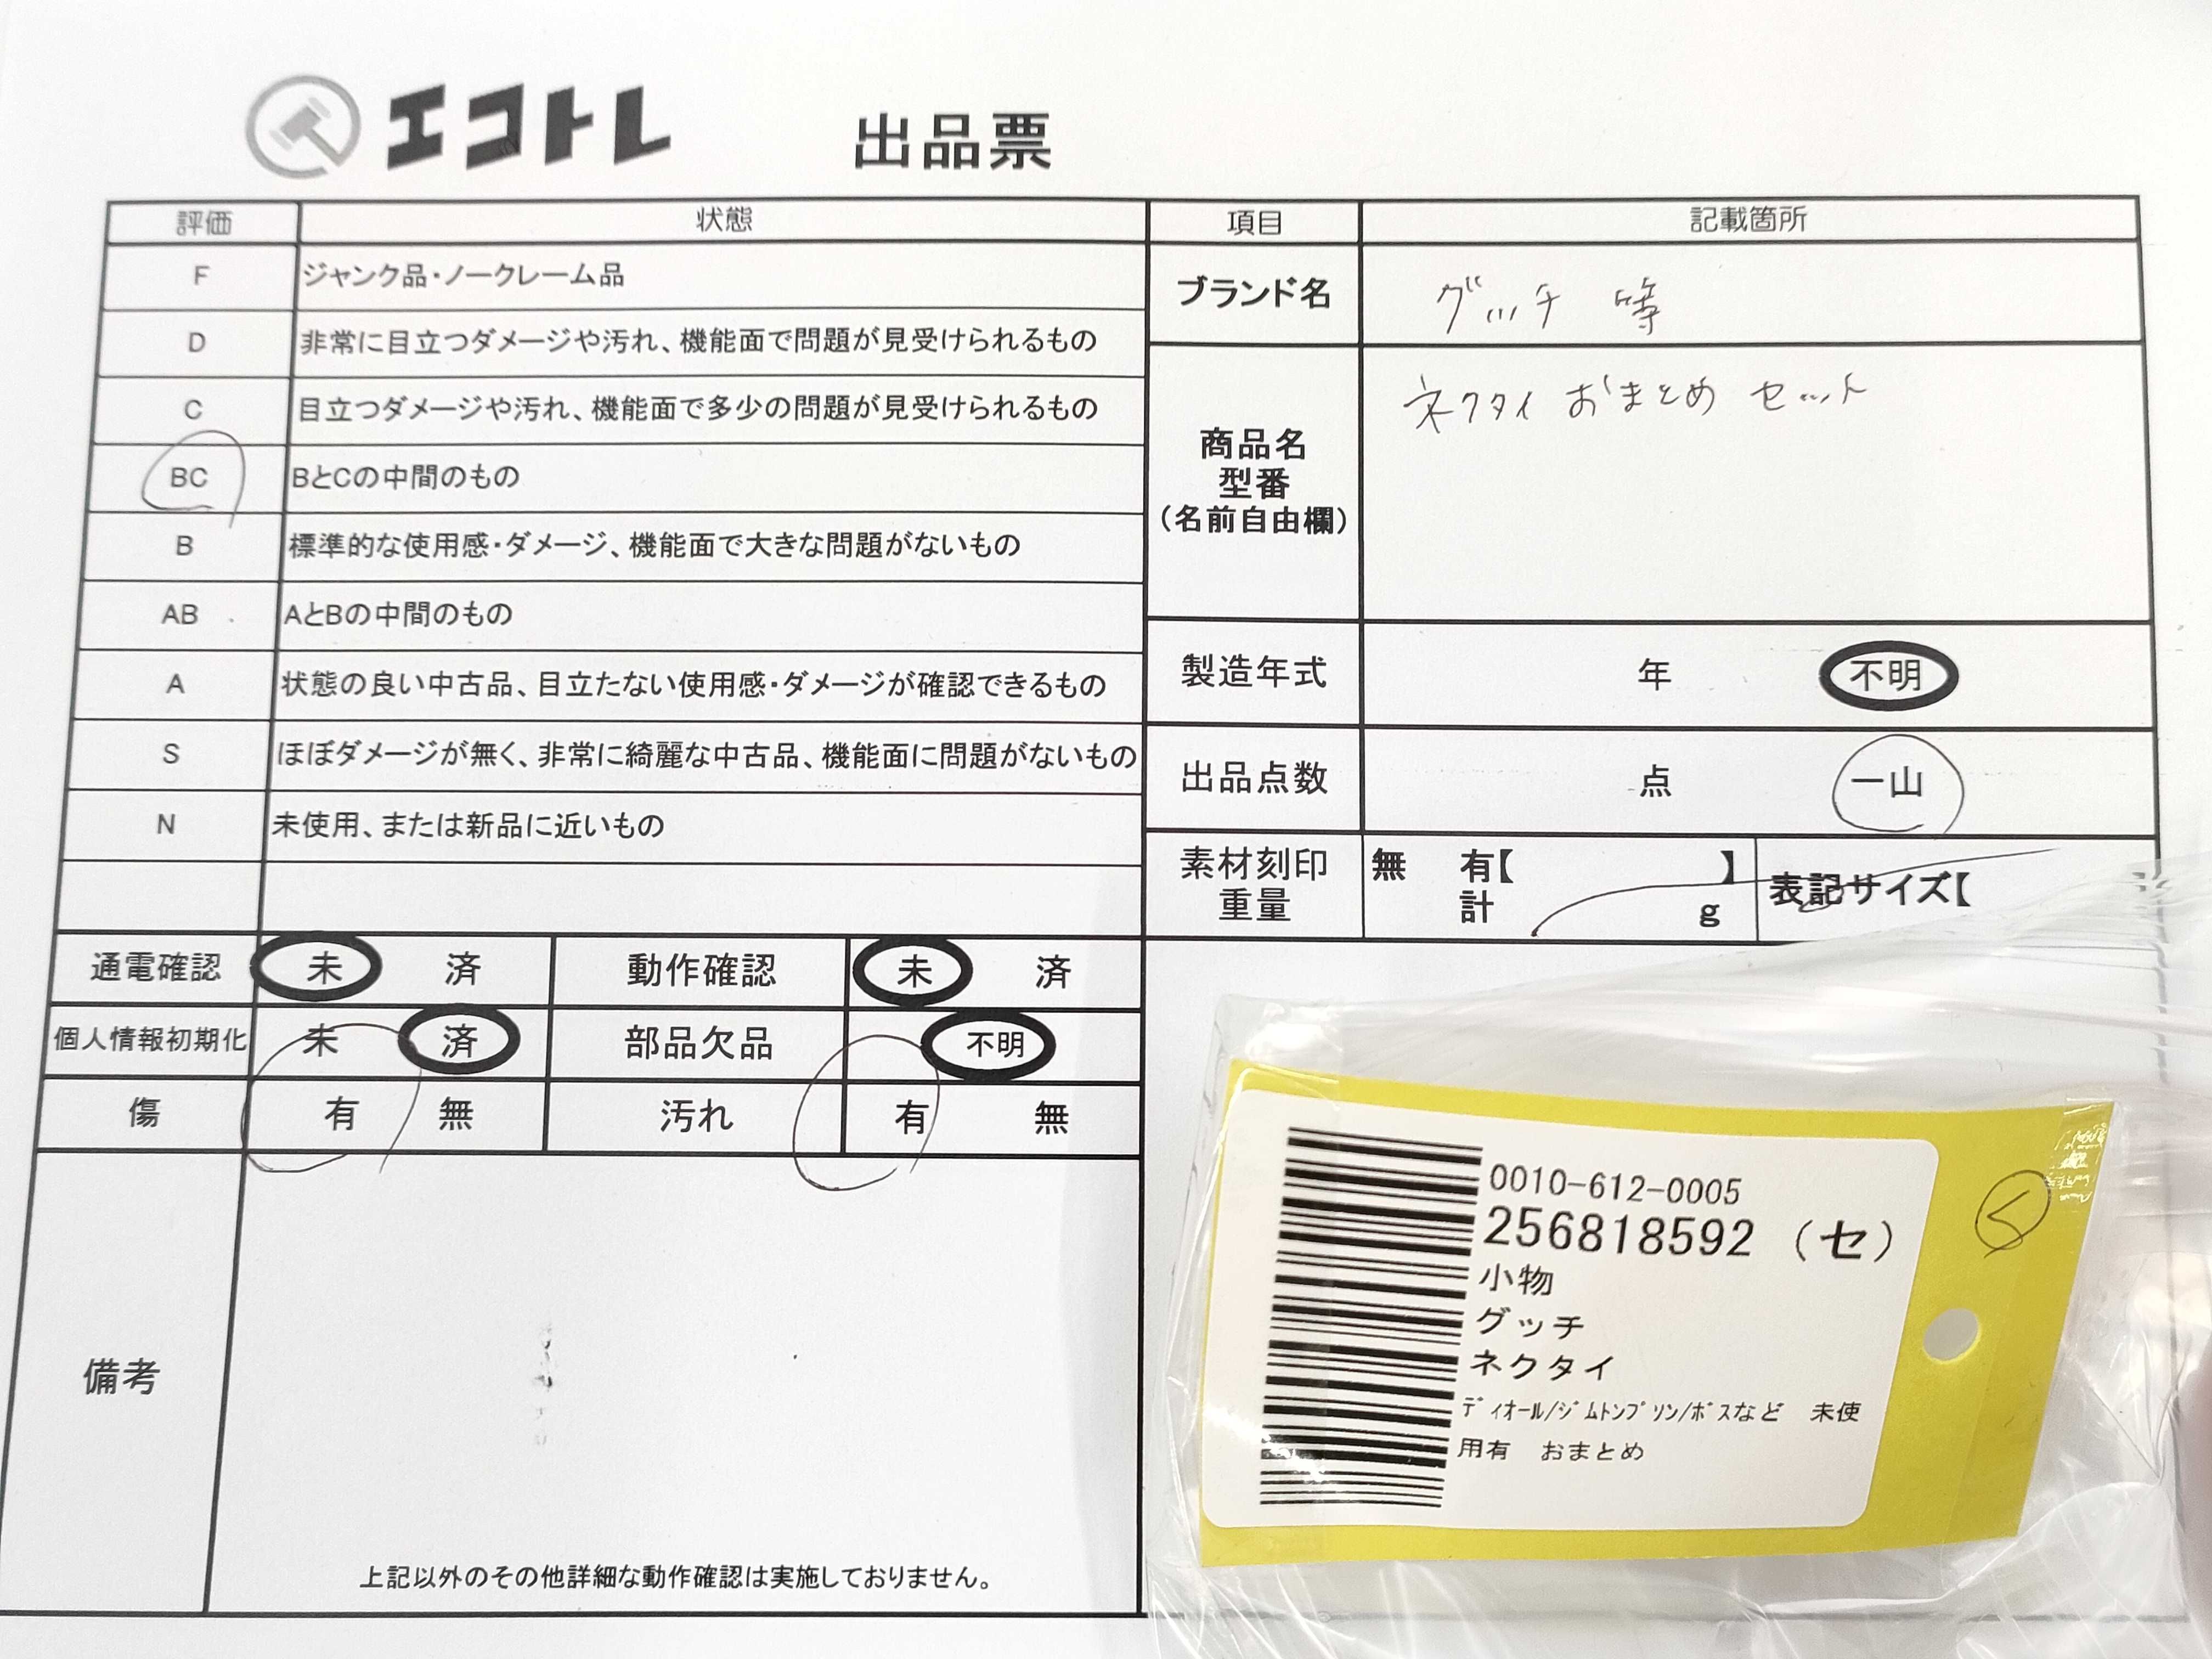 エコトレ 出品票
評価 状態
F ジャンク品・ノークレーム品
D 非常に目立つダメージや汚れ、機能面で問題が見受けられるもの
C 目立つダメージや汚れ、機能面で多少の問題が見受けられるもの
BC BとCの中間のもの
B 標準的な使用感・ダメージ、機能面で大きな問題がないもの
AB AとBの中間のもの
A 状態の良い中古品、目立たない使用感・ダメージが確認できるもの
S ほぼダメージが無く、非常に綺麗な中古品、機能面に問題がないもの
N 未使用、または新品に近いもの
項目 記載箇所
ブランド名 グッチ 等
商品名
型番
(名前自由欄)
ネクタイ おまとめ セット
製造年式 年 不明
出品点数 点 一山
素材刻印
重量
無 有【 】
計 g
表記サイズ【
通電確認 未 済 動作確認 未 済
個人情報初期化 未 済 部品欠品 不明
傷 有 無 汚れ 有 無
備考
上記以外のその他詳細な動作確認は実施しておりません。
0010-612-0005
256818592 (セ)
小物
グッチ
ネクタイ
ﾃﾞｨｵｰﾙ/ｼﾞﾑﾄﾝﾌﾟｿﾝ/ﾎﾞｽなど 未使
用有 おまとめ